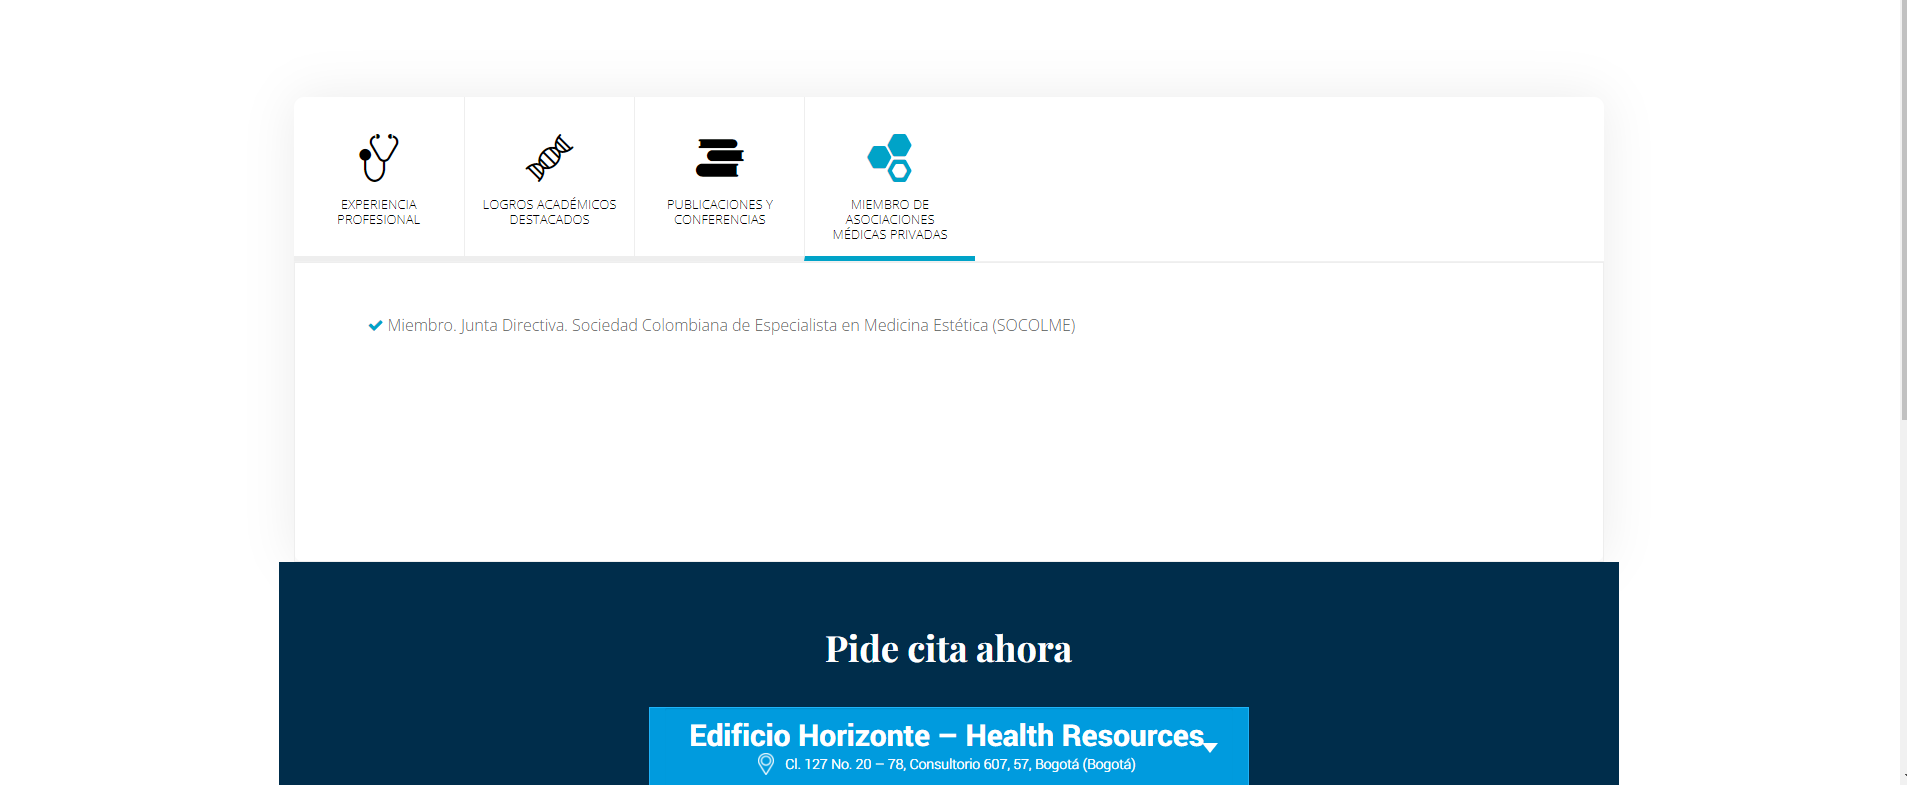 EXPERIENCIA
PROFESIONAL
LOGROS ACADÉMICOS
DESTACADOS
PUBLICACIONES Y
CONFERENCIAS
MIEMBRO DE
ASOCIACIONES
MÉDICAS PRIVADAS
Miembro. Junta Directiva. Sociedad Colombiana de Especialista en Medicina Estética (SOCOLME)
Pide cita ahora
Edificio Horizonte – Health Resources
Cl. 127 No. 20 – 78, Consultorio 607, 57, Bogotá (Bogotá)